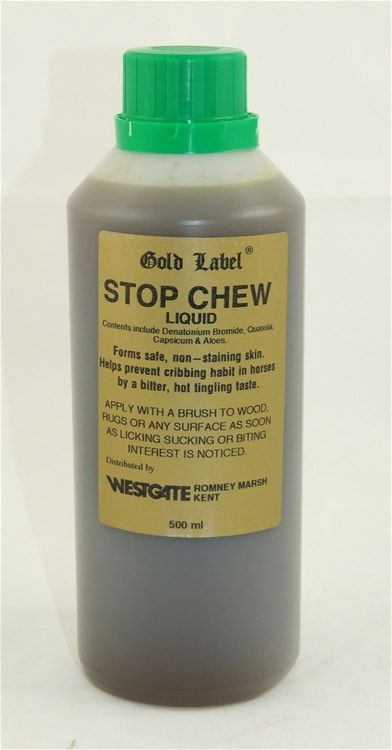 Gold Label®
STOP CHEW
LIQUID
Contents include Denatonium Bromide, Quassia,
Capsicum & Aloes.
Forms safe, non-staining skin.
Helps prevent cribbing habit in horses
by a bitter, hot tingling taste.
APPLY WITH A BRUSH TO WOOD,
RUGS OR ANY SURFACE AS SOON
AS LICKING SUCKING OR BITING
INTEREST IS NOTICED.
Distributed by
WESTGATE ROMNEY MARSH
KENT
500 ml